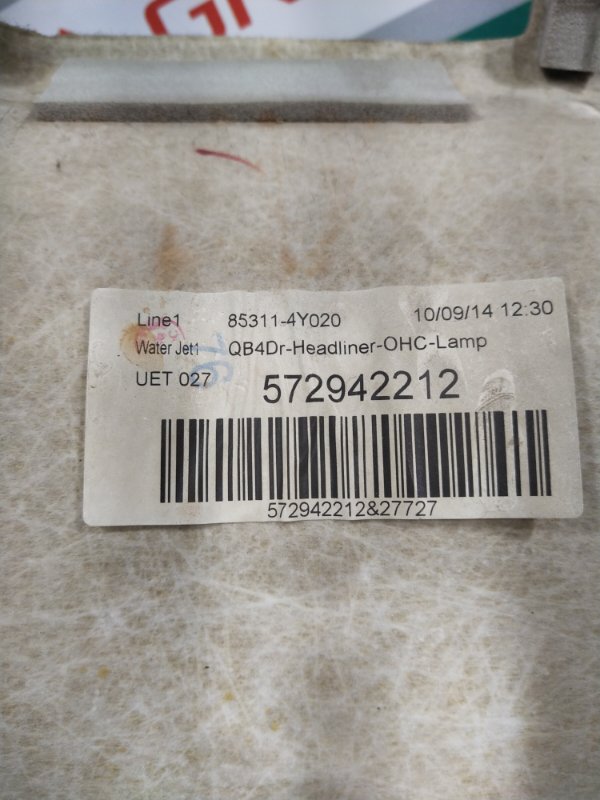 Line1 85311-4Y020 10/09/14 12:30
Water Jet1 QB4Dr-Headliner-OHC-Lamp
UET 027 572942212
76
572942212&27727